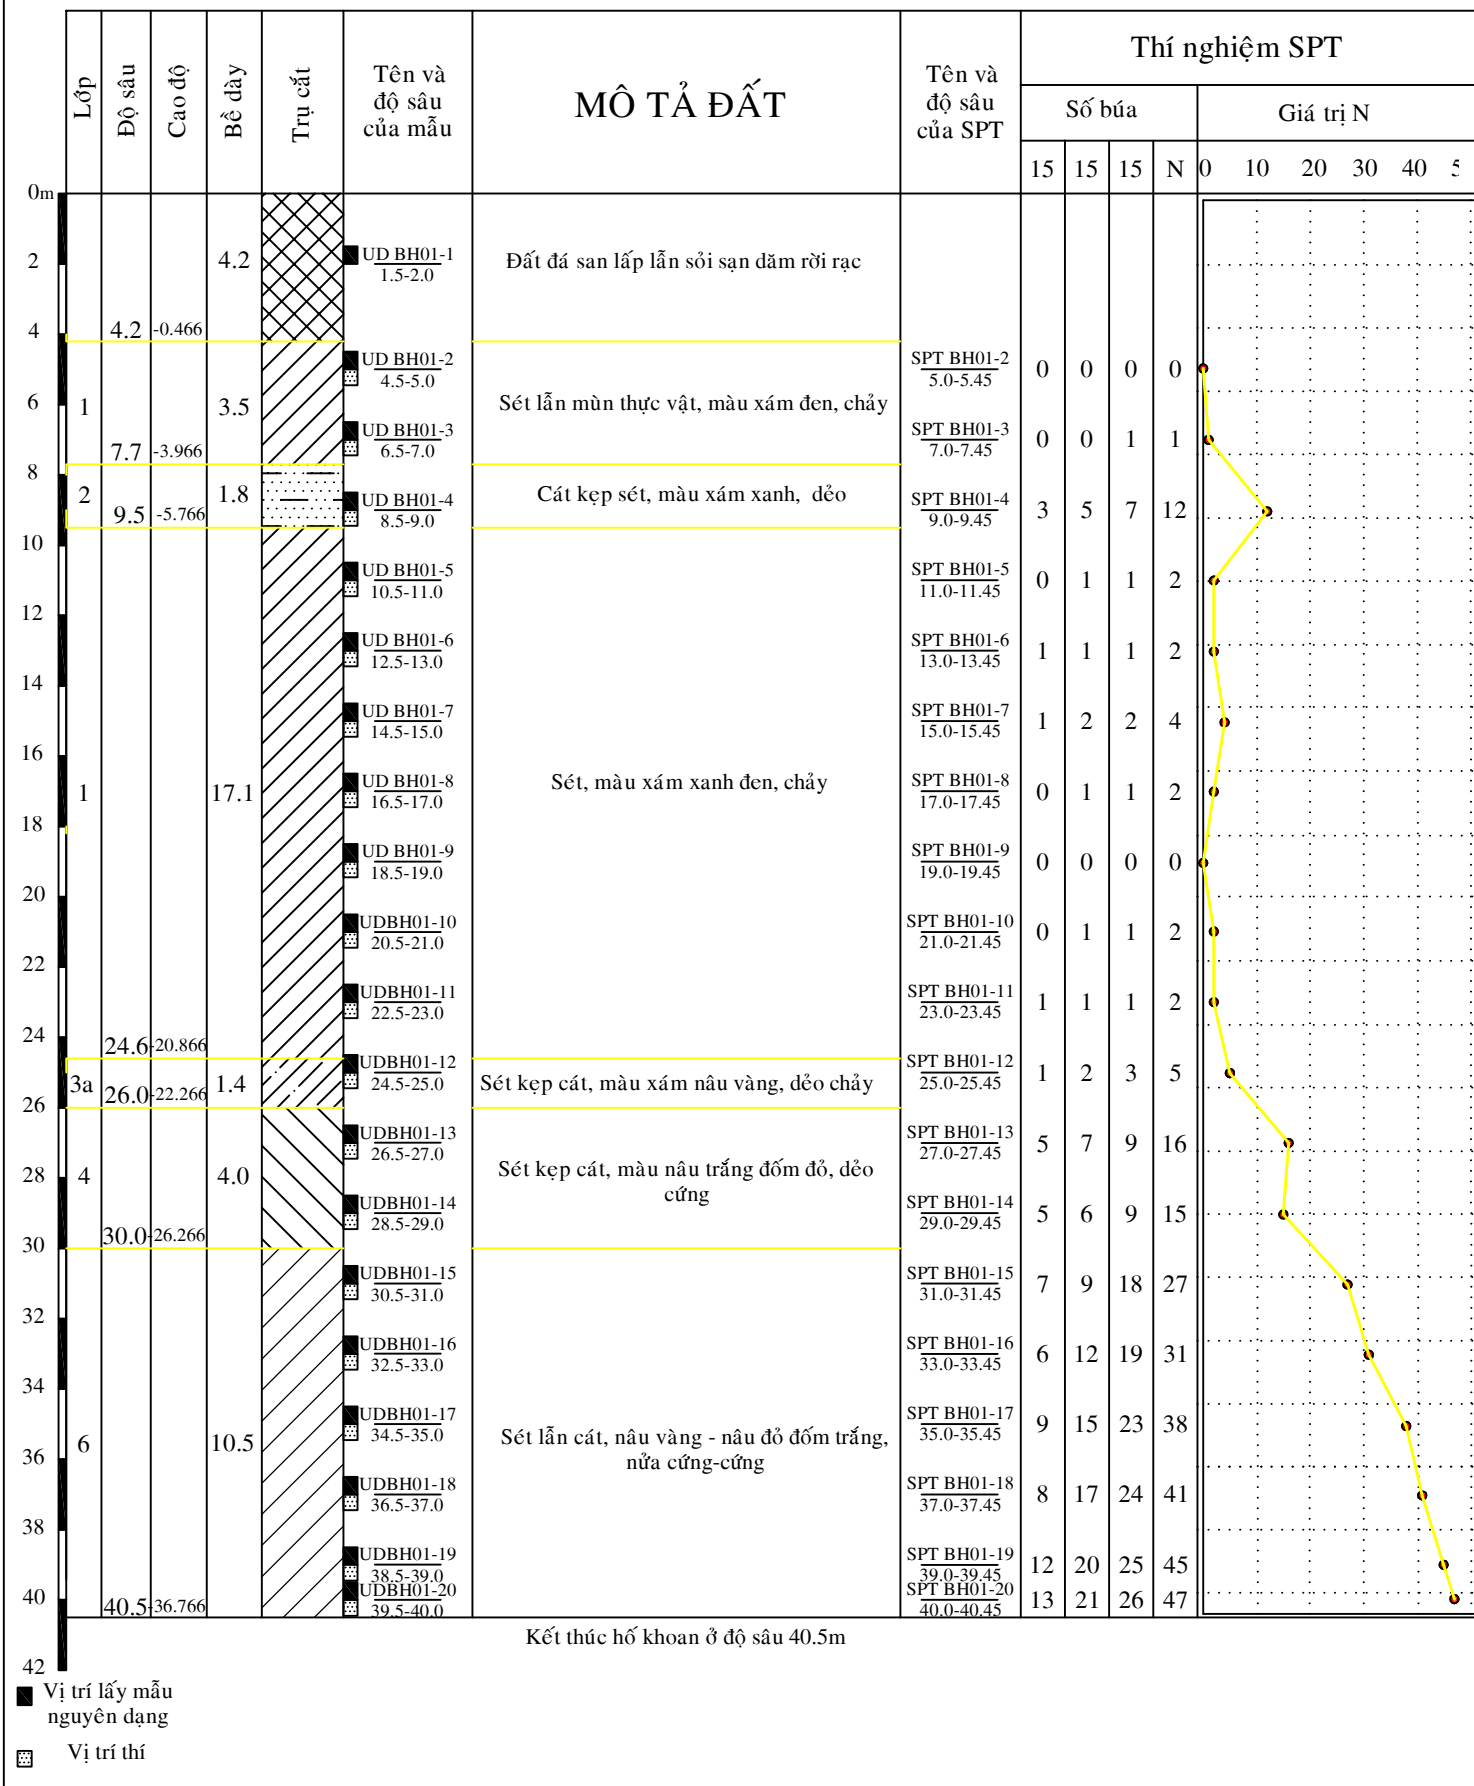 Lớp
Độ sâu
Cao độ
Bề dày
Trụ cắt
Tên và
độ sâu
của mẫu
MÔ TẢ ĐẤT
Tên và
độ sâu
của SPT
Thí nghiệm SPT
Số búa
Giá trị N
15 15 15 N
0 10 20 30 40
0m
2
4
6
8
10
12
14
16
18
20
22
24
26
28
30
32
34
36
38
40
42
4.2 -0.466 4.2
UD BH01-1
1.5-2.0
Đất đá san lấp lẫn sỏi sạn dăm rời rạc
1 7.7 -3.966 3.5
UD BH01-2
4.5-5.0
UD BH01-3
6.5-7.0
Sét lẫn mùn thực vật, màu xám đen, chảy
SPT BH01-2
5.0-5.45
0 0 0 0
SPT BH01-3
7.0-7.45
0 0 1 1
2 9.5 -5.766 1.8
UD BH01-4
8.5-9.0
Cát kẹp sét, màu xám xanh, dẻo
SPT BH01-4
9.0-9.45
3 5 7 12
1 24.6 -20.866 17.1
UD BH01-5
10.5-11.0
UD BH01-6
12.5-13.0
UD BH01-7
14.5-15.0
UD BH01-8
16.5-17.0
UD BH01-9
18.5-19.0
UDBH01-10
20.5-21.0
UDBH01-11
22.5-23.0
Sét, màu xám xanh đen, chảy
SPT BH01-5
11.0-11.45
0 1 1 2
SPT BH01-6
13.0-13.45
1 1 1 2
SPT BH01-7
15.0-15.45
1 2 2 4
SPT BH01-8
17.0-17.45
0 1 1 2
SPT BH01-9
19.0-19.45
0 0 0 0
SPT BH01-10
21.0-21.45
0 1 1 2
SPT BH01-11
23.0-23.45
1 1 1 2
3a 26.0 -22.266 1.4
UDBH01-12
24.5-25.0
Sét kẹp cát, màu xám nâu vàng, dẻo chảy
SPT BH01-12
25.0-25.45
1 2 3 5
4 30.0 -26.266 4.0
UDBH01-13
26.5-27.0
UDBH01-14
28.5-29.0
Sét kẹp cát, màu nâu trắng đốm đỏ, dẻo
cứng
SPT BH01-13
27.0-27.45
5 7 9 16
SPT BH01-14
29.0-29.45
5 6 9 15
6 40.5 -36.766 10.5
UDBH01-15
30.5-31.0
UDBH01-16
32.5-33.0
UDBH01-17
34.5-35.0
UDBH01-18
36.5-37.0
UDBH01-19
38.5-39.0
UDBH01-20
39.5-40.0
Sét lẫn cát, nâu vàng - nâu đỏ đốm trắng,
nửa cứng-cứng
SPT BH01-15
31.0-31.45
7 9 18 27
SPT BH01-16
33.0-33.45
6 12 19 31
SPT BH01-17
35.0-35.45
9 15 23 38
SPT BH01-18
37.0-37.45
8 17 24 41
SPT BH01-19
39.0-39.45
12 20 25 45
SPT BH01-20
40.0-40.45
13 21 26 47
Kết thúc hố khoan ở độ sâu 40.5m
Vị trí lấy mẫu
nguyên dạng
Vị trí thí